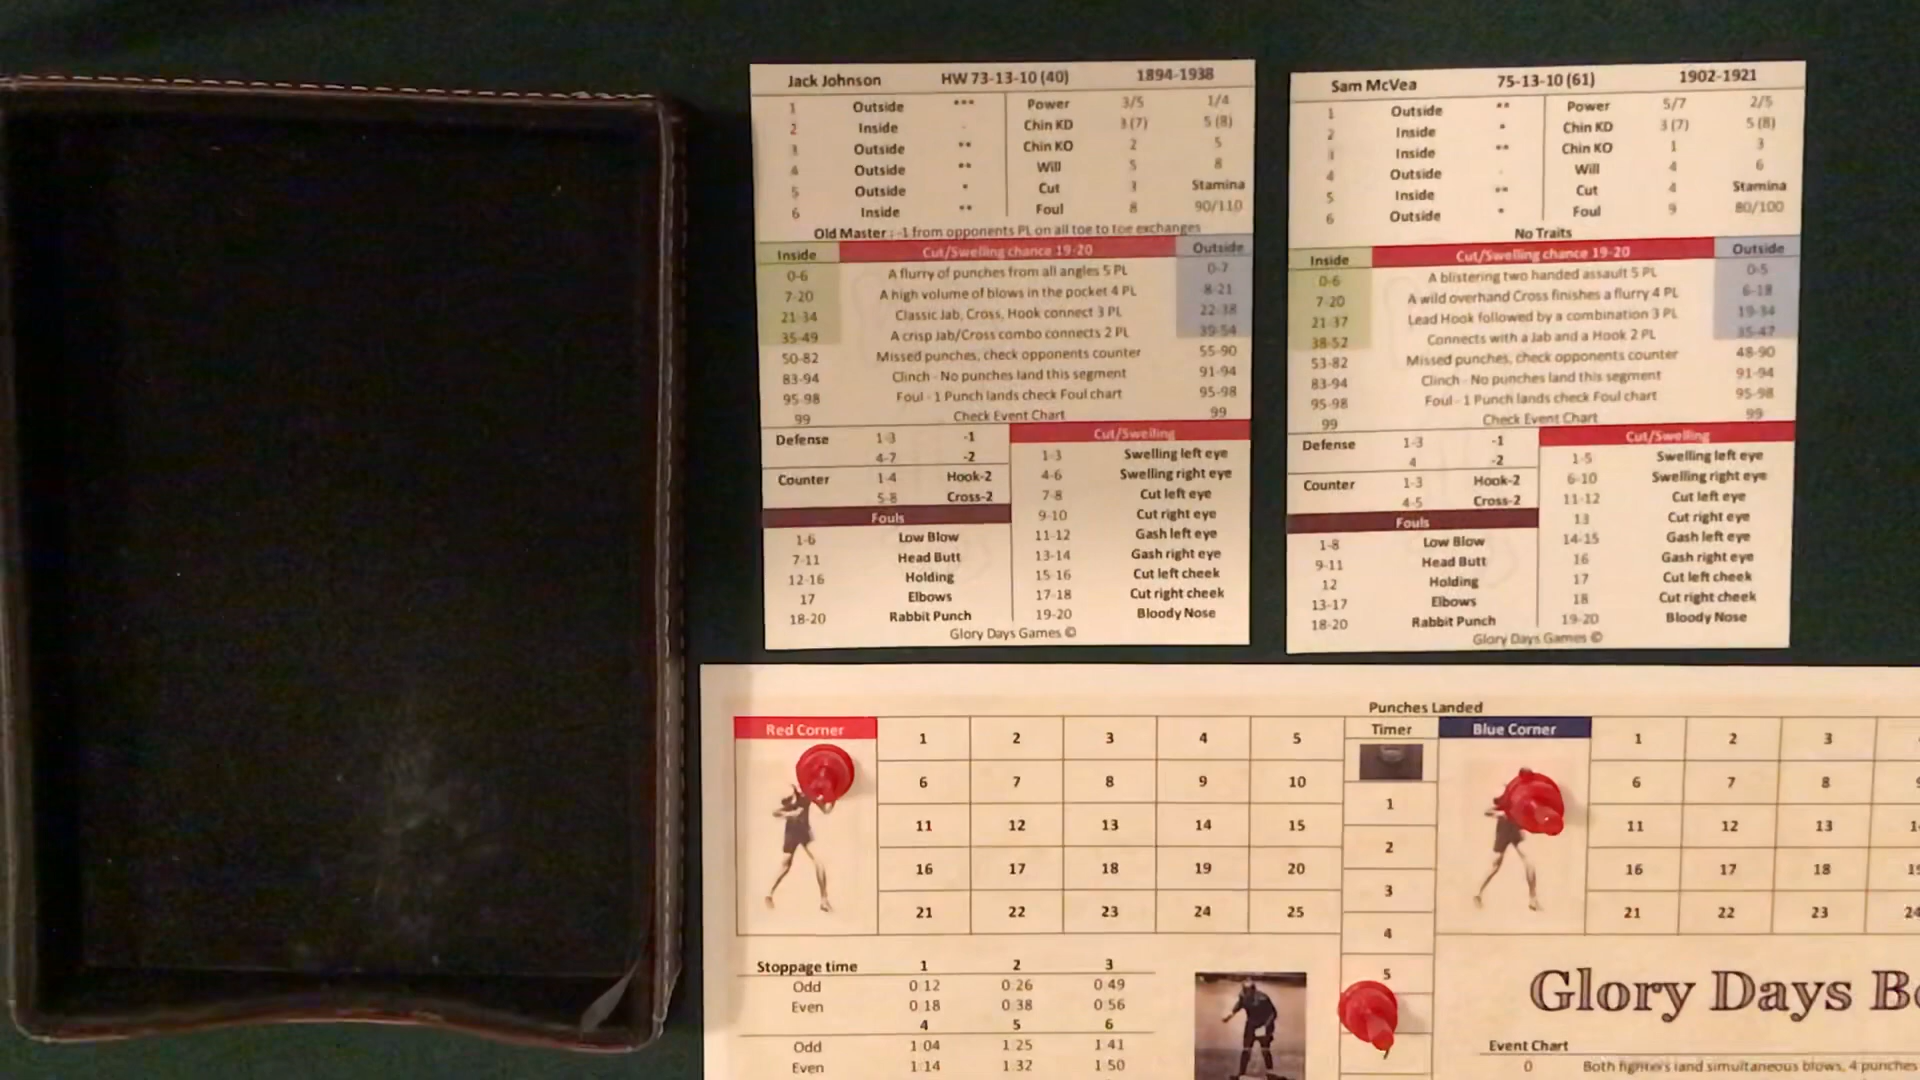 Jack Johnson HW 73-13-10 (40) 1894-1938
1 Outside *** Power 3/5 1/4
2 Inside - Chin KD 3 (7) 5 (8)
3 Outside ** Chin KO 2 5
4 Outside ** Will 5 8
5 Outside * Cut 3 Stamina
6 Inside ** Foul 8 90/110
Old Master : -1 from opponents PL on all toe to toe exchanges
Inside Cut/Swelling chance 19-20 Outside
0-6 A flurry of punches from all angles 5 PL 0-7
7-20 A high volume of blows in the pocket 4 PL 8-21
21-34 Classic Jab, Cross, Hook connect 3 PL 22-38
35-49 A crisp Jab/Cross combo connects 2 PL 39-54
50-82 Missed punches, check opponents counter 55-90
83-94 Clinch - No punches land this segment 91-94
95-98 Foul - 1 Punch lands check Foul chart 95-98
99 Check Event Chart 99
Defense 1-3 -1
4-7 -2
Counter 1-4 Hook-2
5-8 Cross-2
Fouls
1-6 Low Blow
7-11 Head Butt
12-16 Holding
17 Elbows
18-20 Rabbit Punch
Cut/Swelling
1-3 Swelling left eye
4-6 Swelling right eye
7-8 Cut left eye
9-10 Cut right eye
11-12 Gash left eye
13-14 Gash right eye
15-16 Cut left cheek
17-18 Cut right cheek
19-20 Bloody Nose
Glory Days Games ©
Sam McVea 75-13-10 (61) 1902-1921
1 Outside ** Power 5/7 2/5
2 Inside * Chin KD 3 (7) 5 (8)
3 Inside ** Chin KO 1 3
4 Outside - Will 4 6
5 Inside ** Cut 4 Stamina
6 Outside * Foul 9 80/100
No Traits
Inside Cut/Swelling chance 19-20 Outside
0-6 A blistering two handed assault 5 PL 0-5
7-20 A wild overhand Cross finishes a flurry 4 PL 6-18
21-37 Lead Hook followed by a combination 3 PL 19-34
38-52 Connects with a Jab and a Hook 2 PL 35-47
53-82 Missed punches, check opponents counter 48-90
83-94 Clinch - No punches land this segment 91-94
95-98 Foul - 1 Punch lands check Foul chart 95-98
99 Check Event Chart 99
Defense 1-3 -1
4 -2
Counter 1-3 Hook-2
4-5 Cross-2
Fouls
1-8 Low Blow
9-11 Head Butt
12 Holding
13-17 Elbows
18-20 Rabbit Punch
Cut/Swelling
1-5 Swelling left eye
6-10 Swelling right eye
11-12 Cut left eye
13 Cut right eye
14-15 Gash left eye
16 Gash right eye
17 Cut left cheek
18 Cut right cheek
19-20 Bloody Nose
Glory Days Games ©
Punches Landed
Red Corner 1 2 3 4 5 Timer Blue Corner 1 2 3
6 7 8 9 10 1 6 7 8
11 12 13 14 15 2 11 12 13
16 17 18 19 20 3 16 17 18
21 22 23 24 25 4 21 22 23
5
7
Stoppage time 1 2 3
Odd 0 12 0 26 0 49
Even 0 18 0 38 0 56
4 5 6
Odd 1 04 1 25 1 41
Even 1 14 1 32 1 50
Glory Days
Event Chart
0 Both fighters land simultaneous blows, 4 punches